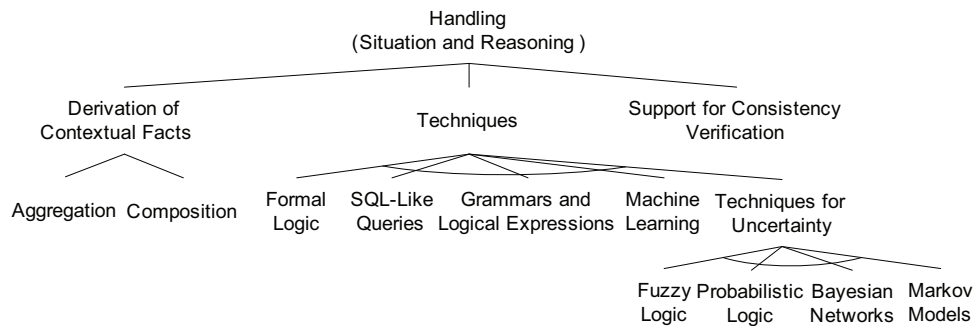 Handling
(Situation and Reasoning )
Derivation of
Contextual Facts
Techniques
Support for Consistency
Verification
Aggregation
Composition
Formal
Logic
SQL-Like
Queries
Grammars and
Logical Expressions
Machine
Learning
Techniques for
Uncertainty
Fuzzy
Logic
Probabilistic
Logic
Bayesian
Networks
Markov
Models